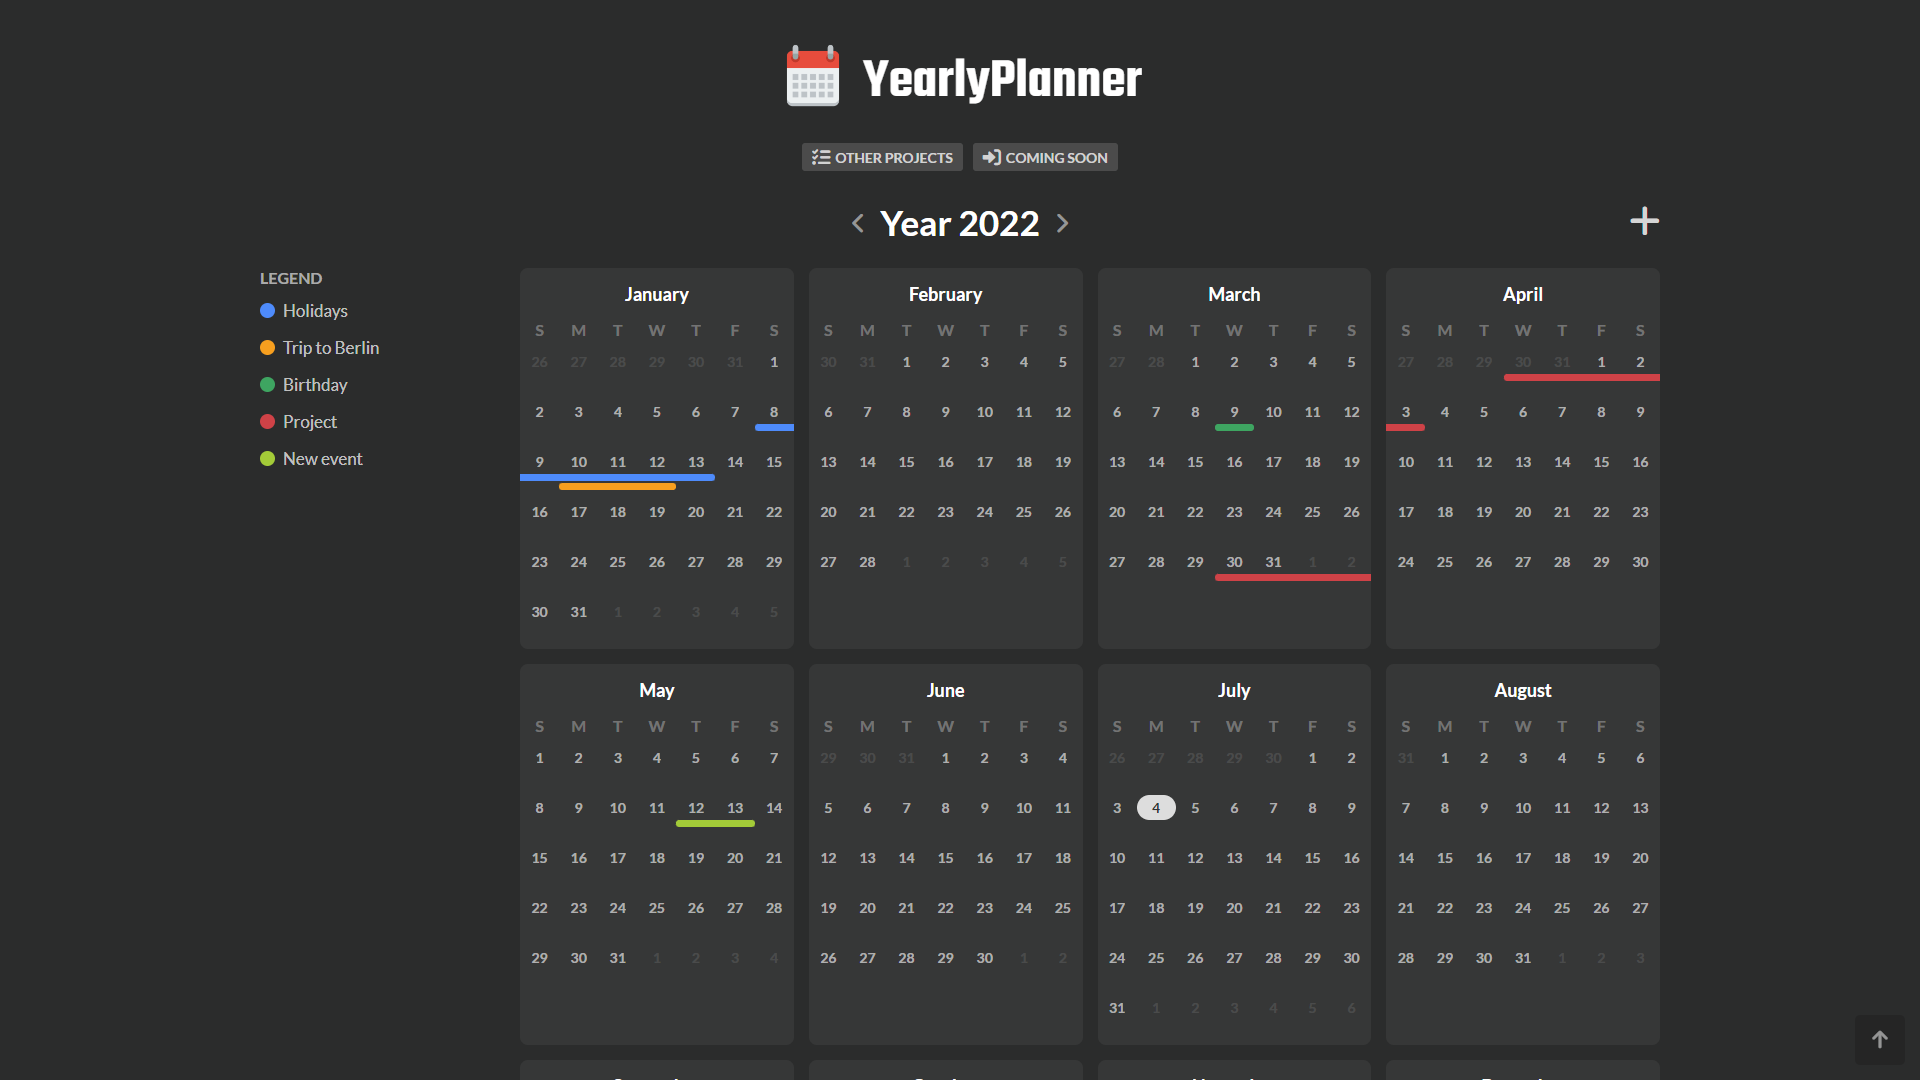 YearlyPlanner
OTHER PROJECTS COMING SOON
Year 2022
LEGEND
Holidays
Trip to Berlin
Birthday
Project
New event
January
S M T W T F S
26 27 28 29 30 31 1
2 3 4 5 6 7 8
9 10 11 12 13 14 15
16 17 18 19 20 21 22
23 24 25 26 27 28 29
30 31 1 2 3 4 5
February
S M T W T F S
30 31 1 2 3 4 5
6 7 8 9 10 11 12
13 14 15 16 17 18 19
20 21 22 23 24 25 26
27 28 1 2 3 4 5
March
S M T W T F S
27 28 1 2 3 4 5
6 7 8 9 10 11 12
13 14 15 16 17 18 19
20 21 22 23 24 25 26
27 28 29 30 31 1 2
April
S M T W T F S
27 28 29 30 31 1 2
3 4 5 6 7 8 9
10 11 12 13 14 15 16
17 18 19 20 21 22 23
24 25 26 27 28 29 30
May
S M T W T F S
1 2 3 4 5 6 7
8 9 10 11 12 13 14
15 16 17 18 19 20 21
22 23 24 25 26 27 28
29 30 31 1 2 3 4
June
S M T W T F S
29 30 31 1 2 3 4
5 6 7 8 9 10 11
12 13 14 15 16 17 18
19 20 21 22 23 24 25
26 27 28 29 30 1 2
July
S M T W T F S
26 27 28 29 30 1 2
3 4 5 6 7 8 9
10 11 12 13 14 15 16
17 18 19 20 21 22 23
24 25 26 27 28 29 30
31 1 2 3 4 5 6
August
S M T W T F S
31 1 2 3 4 5 6
7 8 9 10 11 12 13
14 15 16 17 18 19 20
21 22 23 24 25 26 27
28 29 30 31 1 2 3